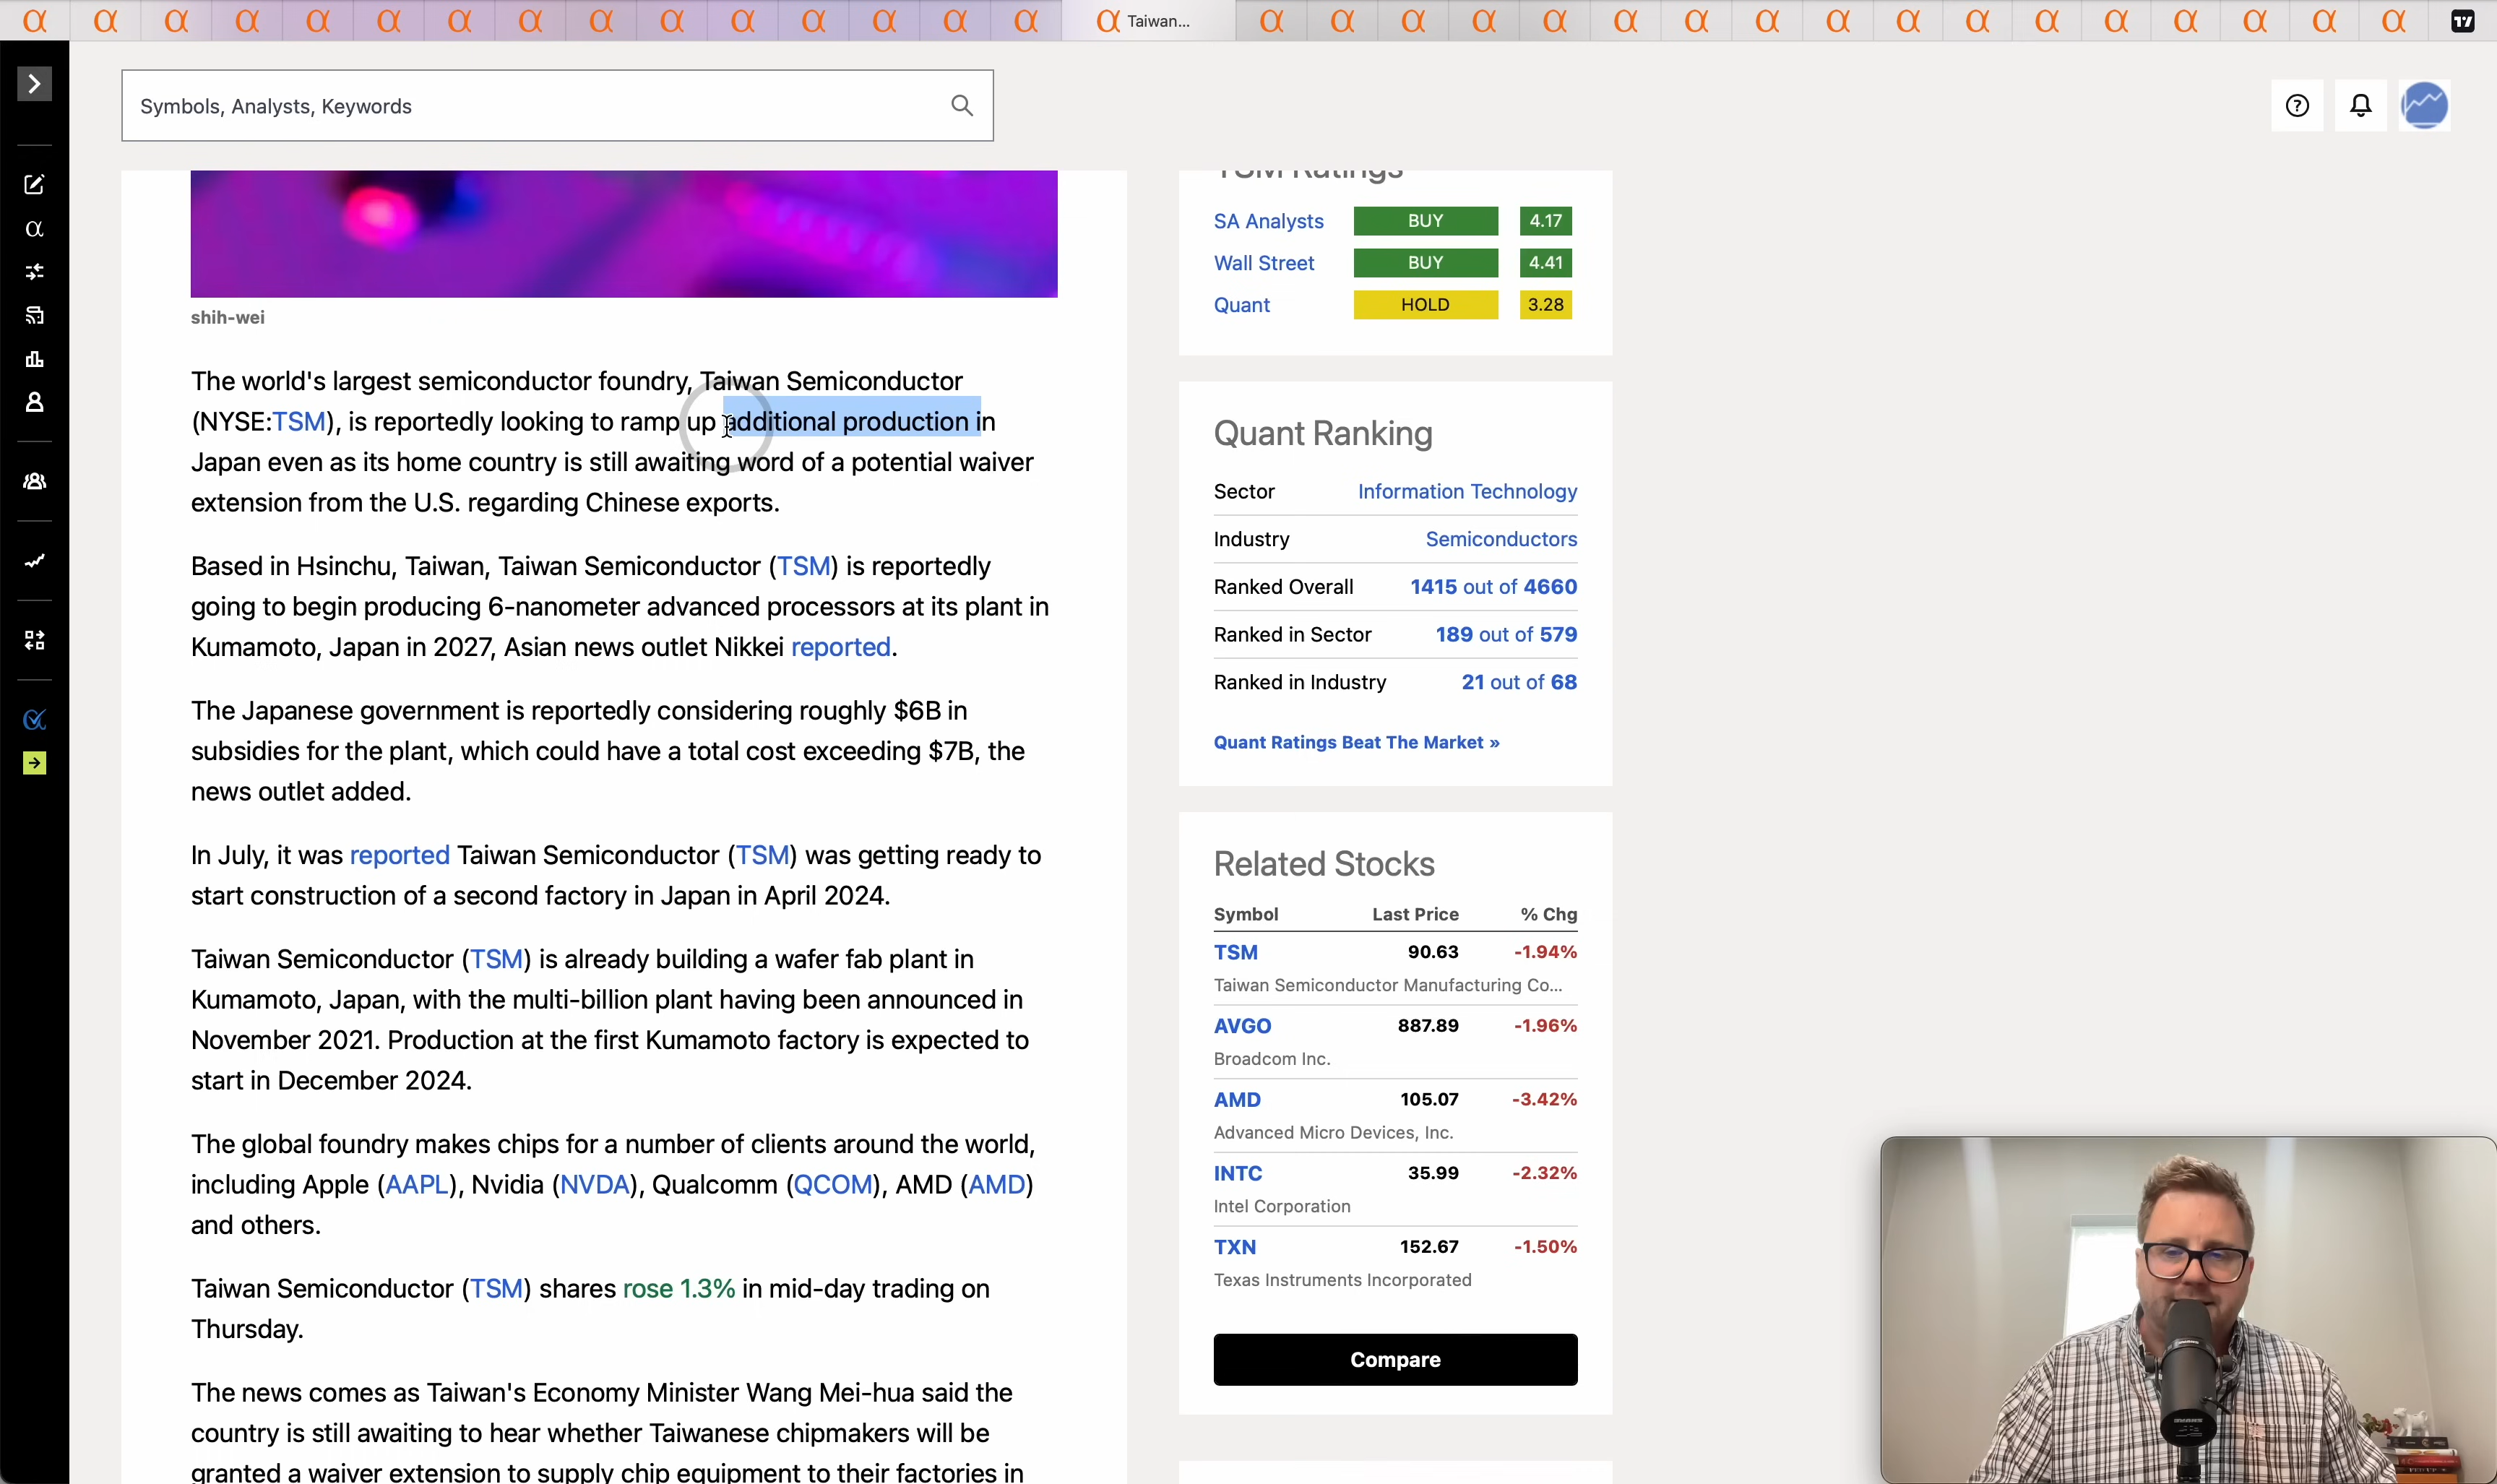 Taiwan...
Symbols, Analysts, Keywords
TSM Ratings
SA Analysts BUY 4.17
Wall Street BUY 4.41
Quant HOLD 3.28
shih-wei
The world's largest semiconductor foundry, Taiwan Semiconductor
(NYSE:TSM), is reportedly looking to ramp up additional production in
Japan even as its home country is still awaiting word of a potential waiver
extension from the U.S. regarding Chinese exports.
Based in Hsinchu, Taiwan, Taiwan Semiconductor (TSM) is reportedly
going to begin producing 6-nanometer advanced processors at its plant in
Kumamoto, Japan in 2027, Asian news outlet Nikkei reported.
The Japanese government is reportedly considering roughly $6B in
subsidies for the plant, which could have a total cost exceeding $7B, the
news outlet added.
In July, it was reported Taiwan Semiconductor (TSM) was getting ready to
start construction of a second factory in Japan in April 2024.
Taiwan Semiconductor (TSM) is already building a wafer fab plant in
Kumamoto, Japan, with the multi-billion plant having been announced in
November 2021. Production at the first Kumamoto factory is expected to
start in December 2024.
The global foundry makes chips for a number of clients around the world,
including Apple (AAPL), Nvidia (NVDA), Qualcomm (QCOM), AMD (AMD)
and others.
Taiwan Semiconductor (TSM) shares rose 1.3% in mid-day trading on
Thursday.
The news comes as Taiwan's Economy Minister Wang Mei-hua said the
country is still awaiting to hear whether Taiwanese chipmakers will be
granted a waiver extension to supply chip equipment to their factories in
Quant Ranking
Sector Information Technology
Industry Semiconductors
Ranked Overall 1415 out of 4660
Ranked in Sector 189 out of 579
Ranked in Industry 21 out of 68
Quant Ratings Beat The Market »
Related Stocks
Symbol Last Price % Chg
TSM 90.63 -1.94%
Taiwan Semiconductor Manufacturing Co...
AVGO 887.89 -1.96%
Broadcom Inc.
AMD 105.07 -3.42%
Advanced Micro Devices, Inc.
INTC 35.99 -2.32%
Intel Corporation
TXN 152.67 -1.50%
Texas Instruments Incorporated
Compare